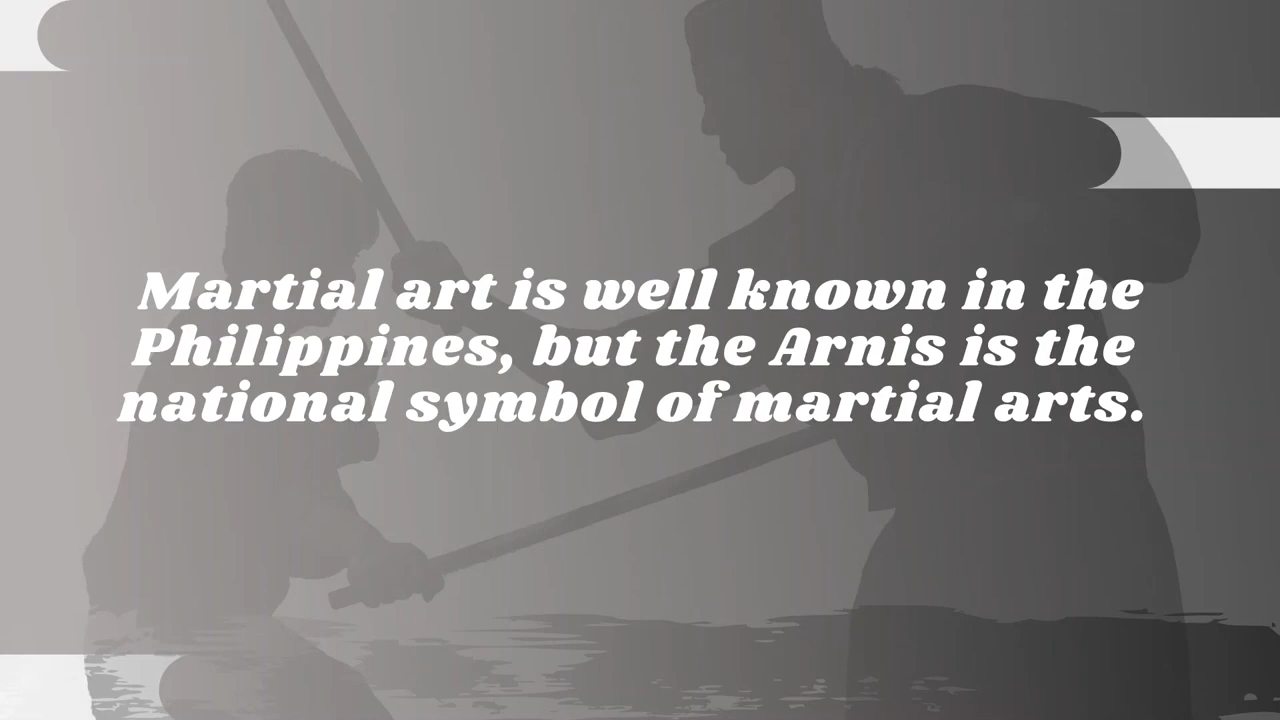 Martial art is well known in the
Philippines, but the Arnis is the
national symbol of martial arts.